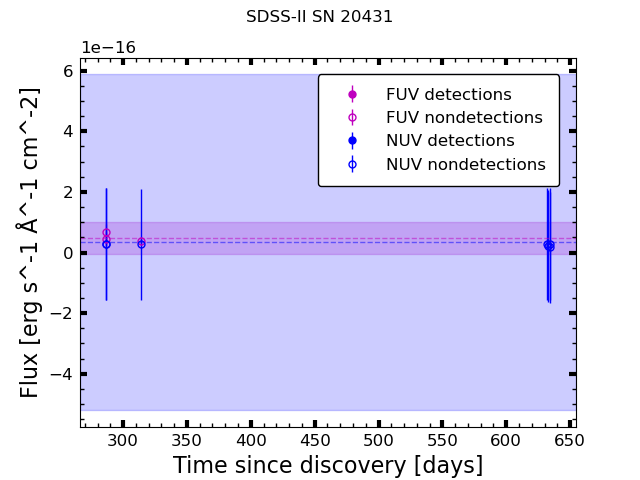 SDSS-II SN 20431
1e−16
FUV detections
FUV nondetections
NUV detections
NUV nondetections
6
4
2
0
−2
−4
Flux [erg s^-1 Å^-1 cm^-2]
300 350 400 450 500 550 600 650
Time since discovery [days]